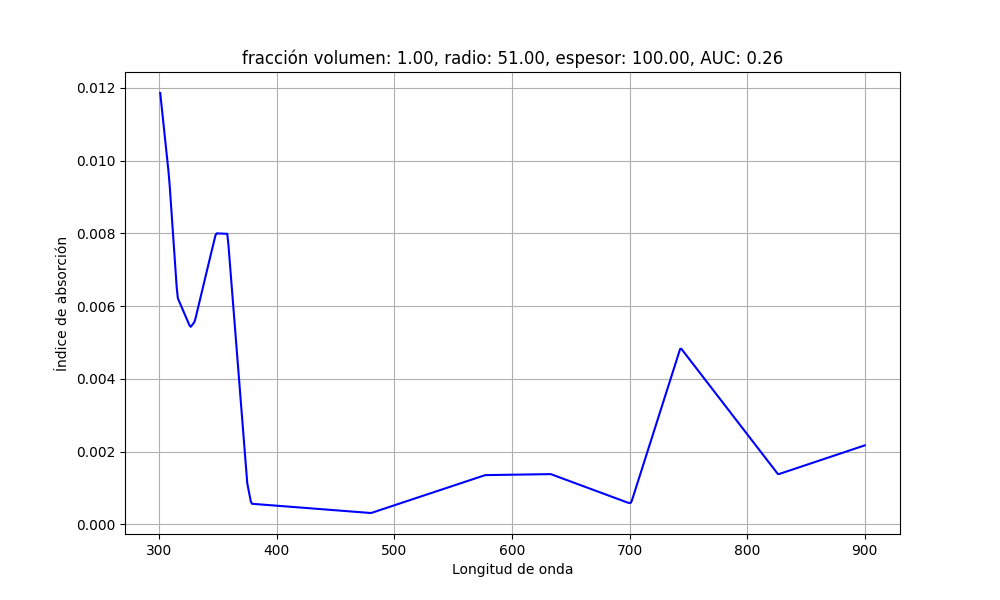 fracción volumen: 1.00, radio: 51.00, espesor: 100.00, AUC: 0.26
0.012
0.010
0.008
0.006
0.004
0.002
0.000
Índice de absorción
300 400 500 600 700 800 900
Longitud de onda